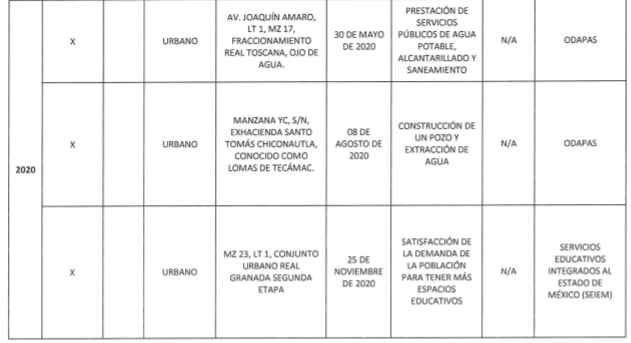 2020
X
URBANO
AV. JOAQUÍN AMARO,
LT 1, MZ 17,
FRACCIONAMIENTO
REAL TOSCANA, OJO DE
AGUA.
30 DE MAYO
DE 2020
PRESTACIÓN DE
SERVICIOS
PÚBLICOS DE AGUA
POTABLE,
ALCANTARILLADO Y
SANEAMIENTO
N/A
ODAPAS
X
URBANO
MANZANA YC, S/N,
EXHACIENDA SANTO
TOMÁS CHICONAUTLA,
CONOCIDO COMO
LOMAS DE TECÁMAC.
08 DE
AGOSTO DE
2020
CONSTRUCCIÓN DE
UN POZO Y
EXTRACCIÓN DE
AGUA
N/A
ODAPAS
X
URBANO
MZ 23, LT 1, CONJUNTO
URBANO REAL
GRANADA SEGUNDA
ETAPA
25 DE
NOVIEMBRE
DE 2020
SATISFACCIÓN DE
LA DEMANDA DE
LA POBLACIÓN
PARA TENER MÁS
ESPACIOS
EDUCATIVOS
N/A
SERVICIOS
EDUCATIVOS
INTEGRADOS AL
ESTADO DE
MÉXICO (SEIEM)